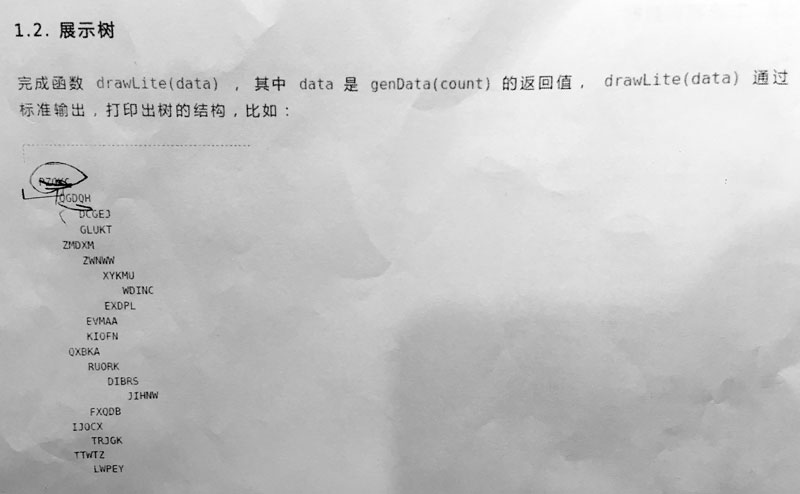 1.2. 展示树
完成函数 drawLite(data) ，其中 data 是 genData(count) 的返回值， drawLite(data) 通过
标准输出，打印出树的结构，比如：
OGDQH
DCGEJ
GLUKT
ZMDXM
ZWNWW
XYKMU
WDINC
EXDPL
EVMAA
KIOFN
QXBKA
RUORK
DIBRS
JIHNW
FXQDB
IJOCX
TRJGK
TTWTZ
LWPEY